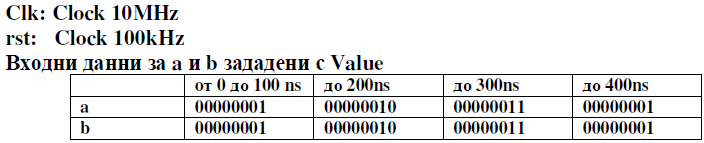 Clk: Clock 10MHz
rst: Clock 100kHz
Входни данни за a и b зададени с Value
от 0 до 100 ns до 200ns до 300ns до 400ns
a 00000001 00000010 00000011 00000001
b 00000001 00000010 00000011 00000001